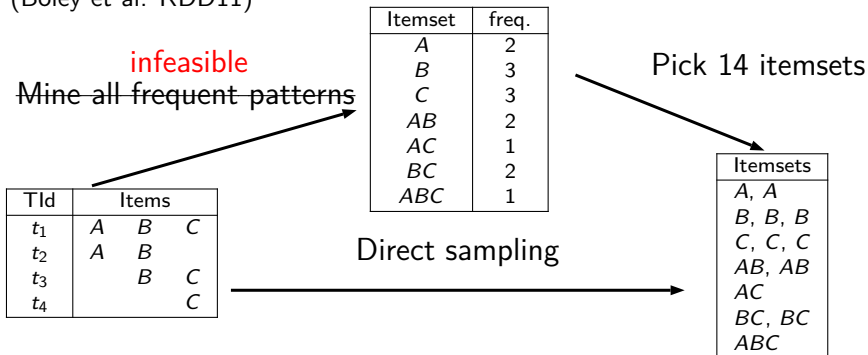 (Boley et al. KDD11)
infeasible
Mine all frequent patterns
Itemset freq.
A 2
B 3
C 3
AB 2
AC 1
BC 2
ABC 1
Pick 14 itemsets
TId Items
t1 A B C
t2 A B
t3 B C
t4 C
Direct sampling
Itemsets
A, A
B, B, B
C, C, C
AB, AB
AC
BC, BC
ABC